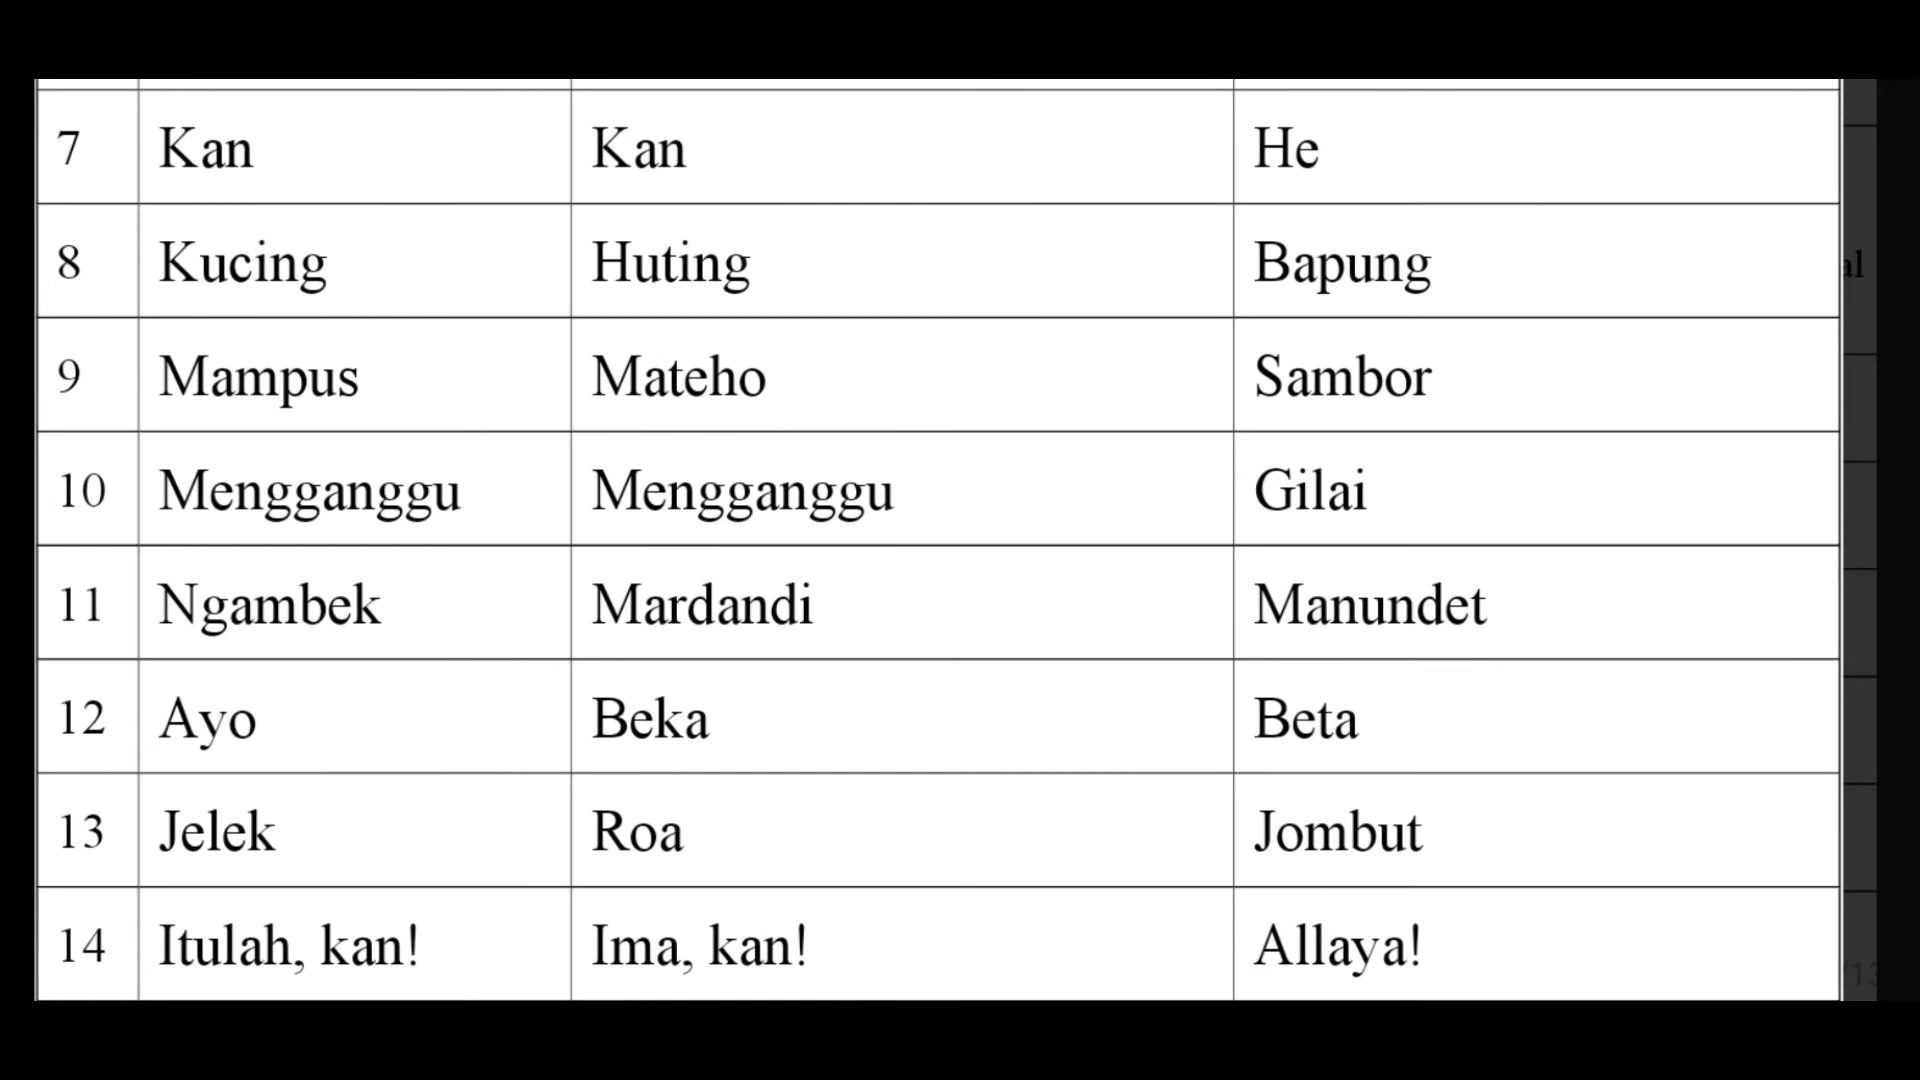 7 Kan Kan He
8 Kucing Huting Bapung
9 Mampus Mateho Sambor
10 Mengganggu Mengganggu Gilai
11 Ngambek Mardandi Manundet
12 Ayo Beka Beta
13 Jelek Roa Jombut
14 Itulah, kan! Ima, kan! Allaya!